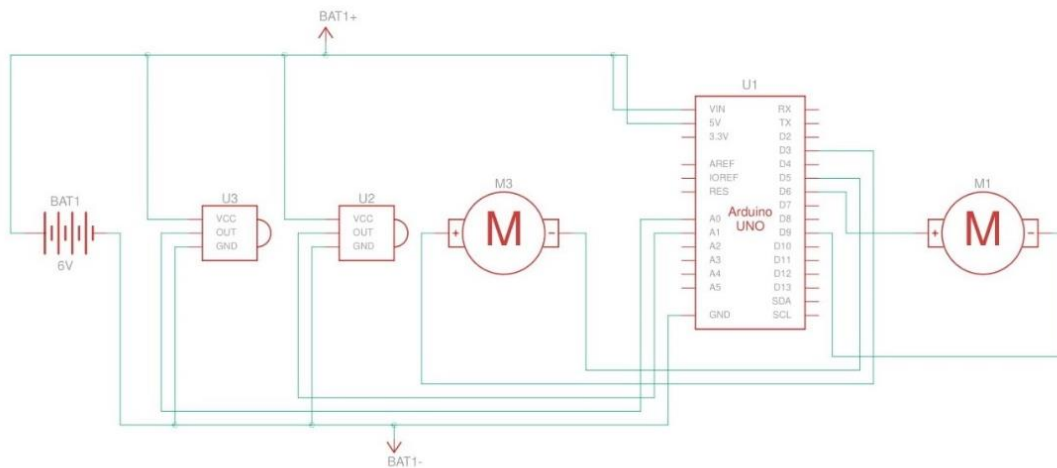 BAT1+
BAT1
6V
U3
VCC
OUT
GND
U2
VCC
OUT
GND
M3
+ M -
U1
VIN RX
5V TX
3.3V D2
D3
AREF D4
IOREF D5
RES D6
D7
A0 D8
A1 D9
A2 D10
A3 D11
A4 D12
A5 D13
SDA
GND SCL
Arduino
UNO
M1
+ M -
BAT1-